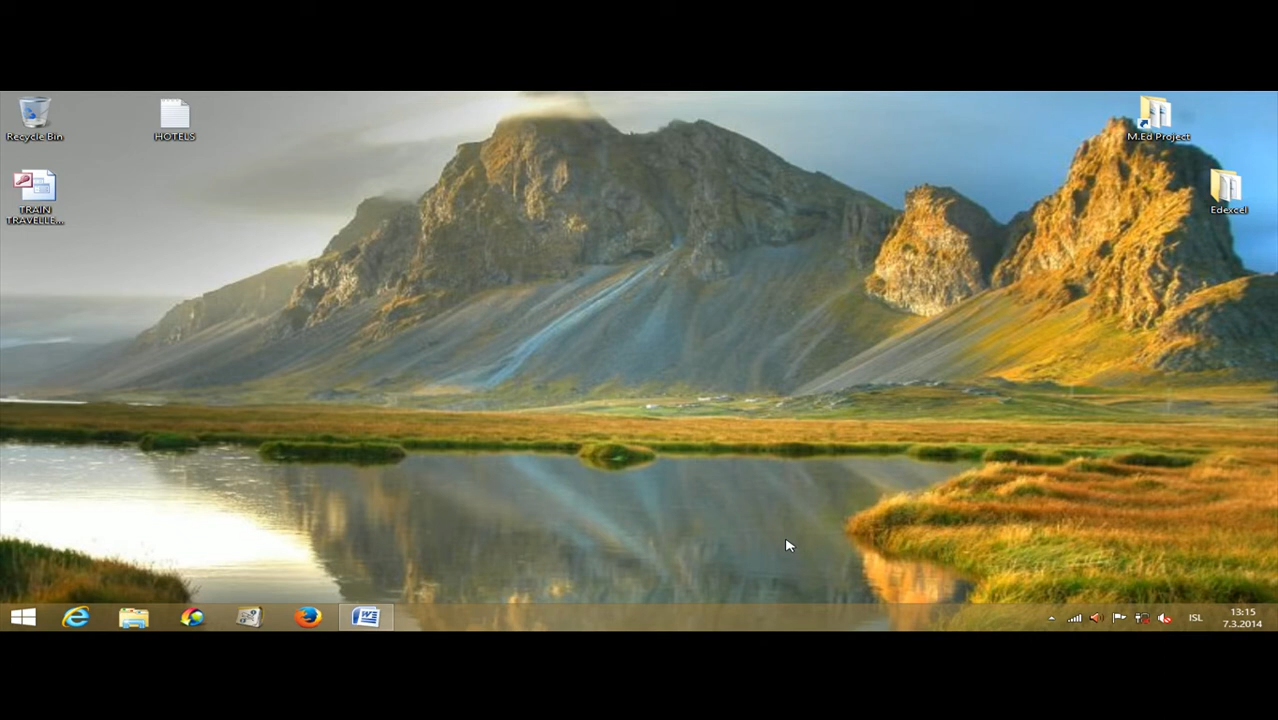 Recycle Bin
HOTELS
M.Ed Project
TRAIN
TRAVELLE...
Edexcel
ISL
13:15
7.3.2014